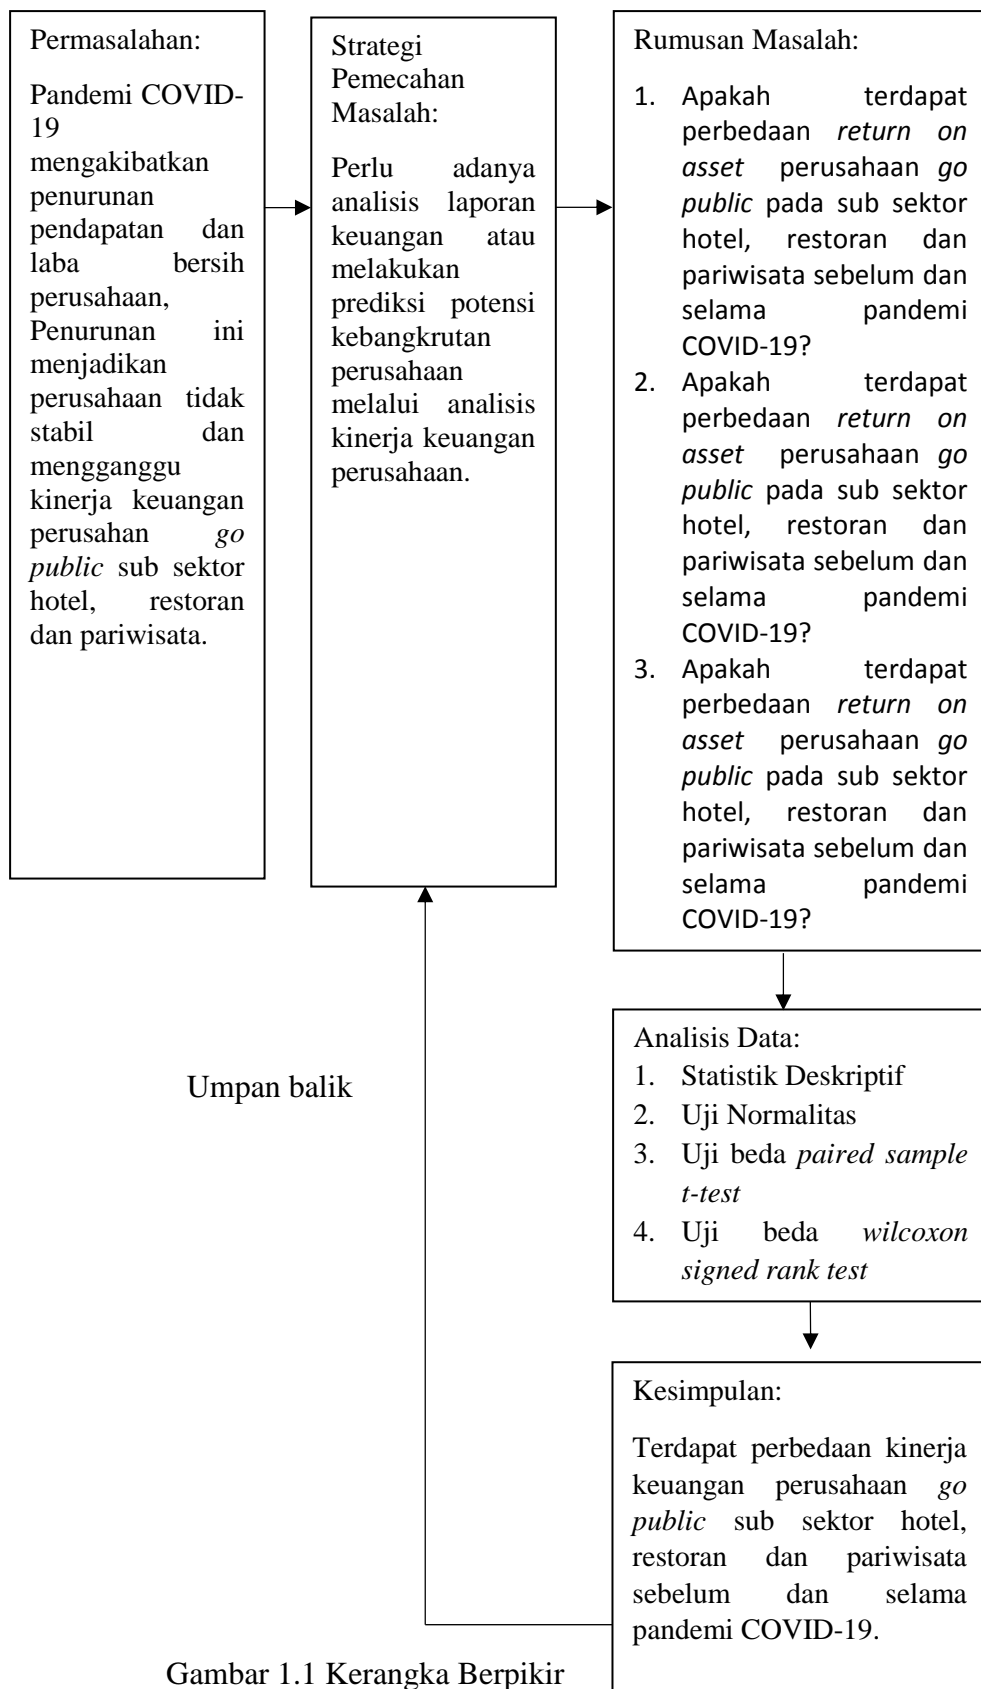 Permasalahan:
Pandemi COVID-
19
mengakibatkan
penurunan
pendapatan dan
laba bersih
perusahaan,
Penurunan ini
menjadikan
perusahaan tidak
stabil dan
mengganggu
kinerja keuangan
perusahan go
public sub sektor
hotel, restoran
dan pariwisata.
Strategi
Pemecahan
Masalah:
Perlu adanya
analisis laporan
keuangan atau
melakukan
prediksi potensi
kebangkrutan
perusahaan
melalui analisis
kinerja keuangan
perusahaan.
Rumusan Masalah:
1. Apakah terdapat
perbedaan return on
asset perusahaan go
public pada sub sektor
hotel, restoran dan
pariwisata sebelum dan
selama pandemi
COVID-19?
2. Apakah terdapat
perbedaan return on
asset perusahaan go
public pada sub sektor
hotel, restoran dan
pariwisata sebelum dan
selama pandemi
COVID-19?
3. Apakah terdapat
perbedaan return on
asset perusahaan go
public pada sub sektor
hotel, restoran dan
pariwisata sebelum dan
selama pandemi
COVID-19?
Analisis Data:
1. Statistik Deskriptif
2. Uji Normalitas
3. Uji beda paired sample
t-test
4. Uji beda wilcoxon
signed rank test
Umpan balik
Kesimpulan:
Terdapat perbedaan kinerja
keuangan perusahaan go
public sub sektor hotel,
restoran dan pariwisata
sebelum dan selama
pandemi COVID-19.
Gambar 1.1 Kerangka Berpikir